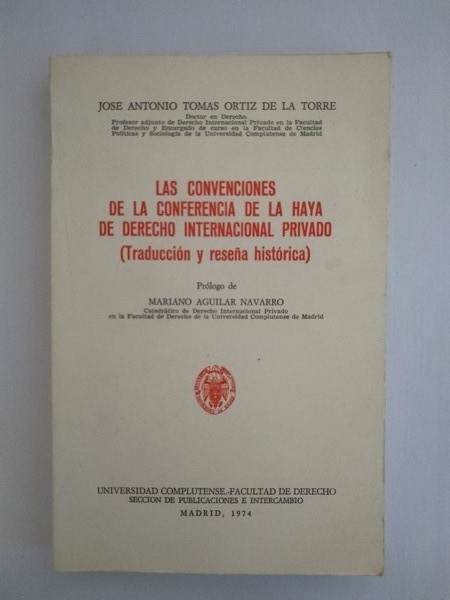 JOSE ANTONIO TOMAS ORTIZ DE LA TORRE
Doctor en Derecho.
Profesor adjunto de Derecho Internacional Privado en la Facultad
de Derecho y Encargado de curso en la Facultad de Ciencias
Políticas y Sociología de la Universidad Complutense de Madrid
LAS CONVENCIONES
DE LA CONFERENCIA DE LA HAYA
DE DERECHO INTERNACIONAL PRIVADO
(Traducción y reseña histórica)
Prólogo de
MARIANO AGUILAR NAVARRO
Catedrático de Derecho Internacional Privado
en la Facultad de Derecho de la Universidad Complutense de Madrid
UNIVERSIDAD COMPLUTENSE.-FACULTAD DE DERECHO
SECCION DE PUBLICACIONES E INTERCAMBIO
MADRID, 1974